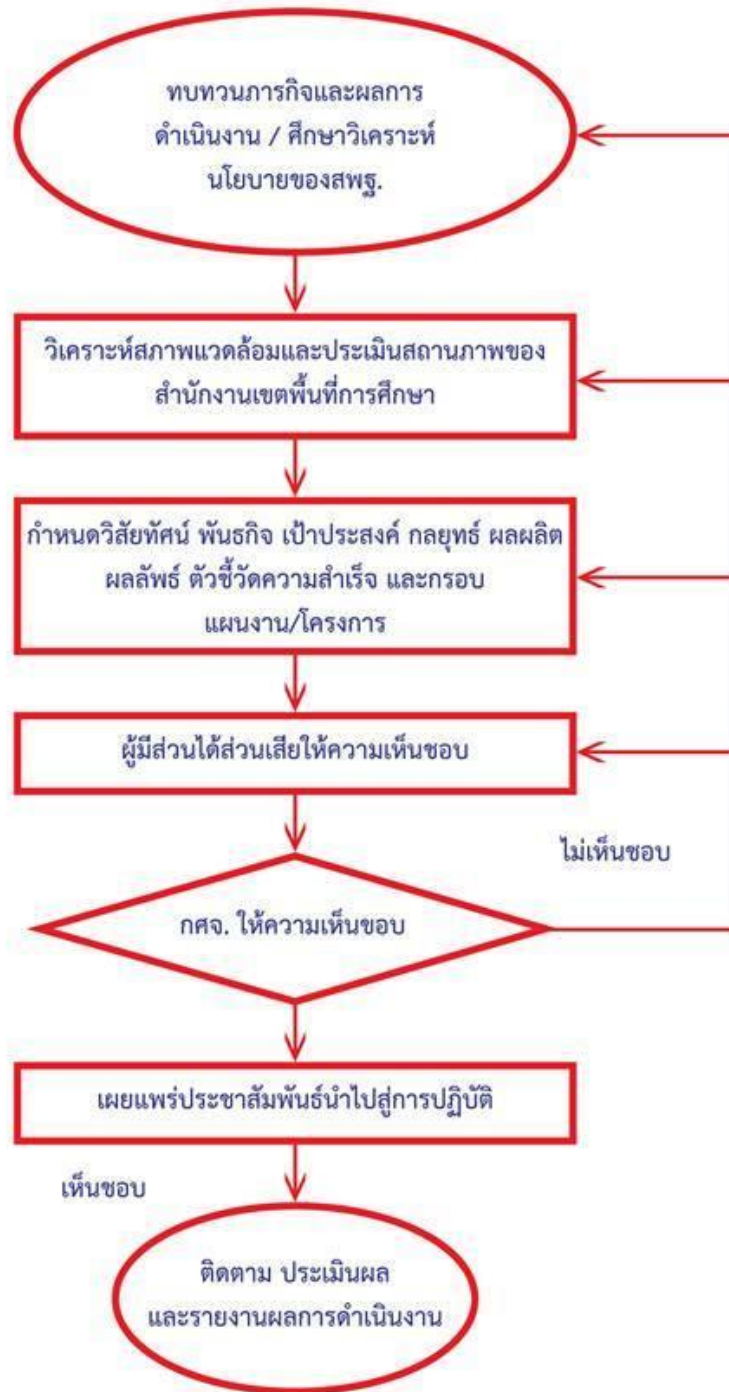 ทบทวนภารกิจและผลการ
ดำเนินงาน / ศึกษาวิเคราะห์
นโยบายของสพฐ.
วิเคราะห์สภาพแวดล้อมและประเมินสถานภาพของ
สำนักงานเขตพื้นที่การศึกษา
กำหนดวิสัยทัศน์ พันธกิจ เป้าประสงค์ กลยุทธ์ ผลผลิต
ผลลัพธ์ ตัวชี้วัดความสำเร็จ และกรอบ
แผนงาน/โครงการ
ผู้มีส่วนได้ส่วนเสียให้ความเห็นชอบ
ไม่เห็นชอบ
กศจ. ให้ความเห็นขอบ
เผยแพร่ประชาสัมพันธ์นำไปสู่การปฏิบัติ
เห็นชอบ
ติดตาม ประเมินผล
และรายงานผลการดำเนินงาน